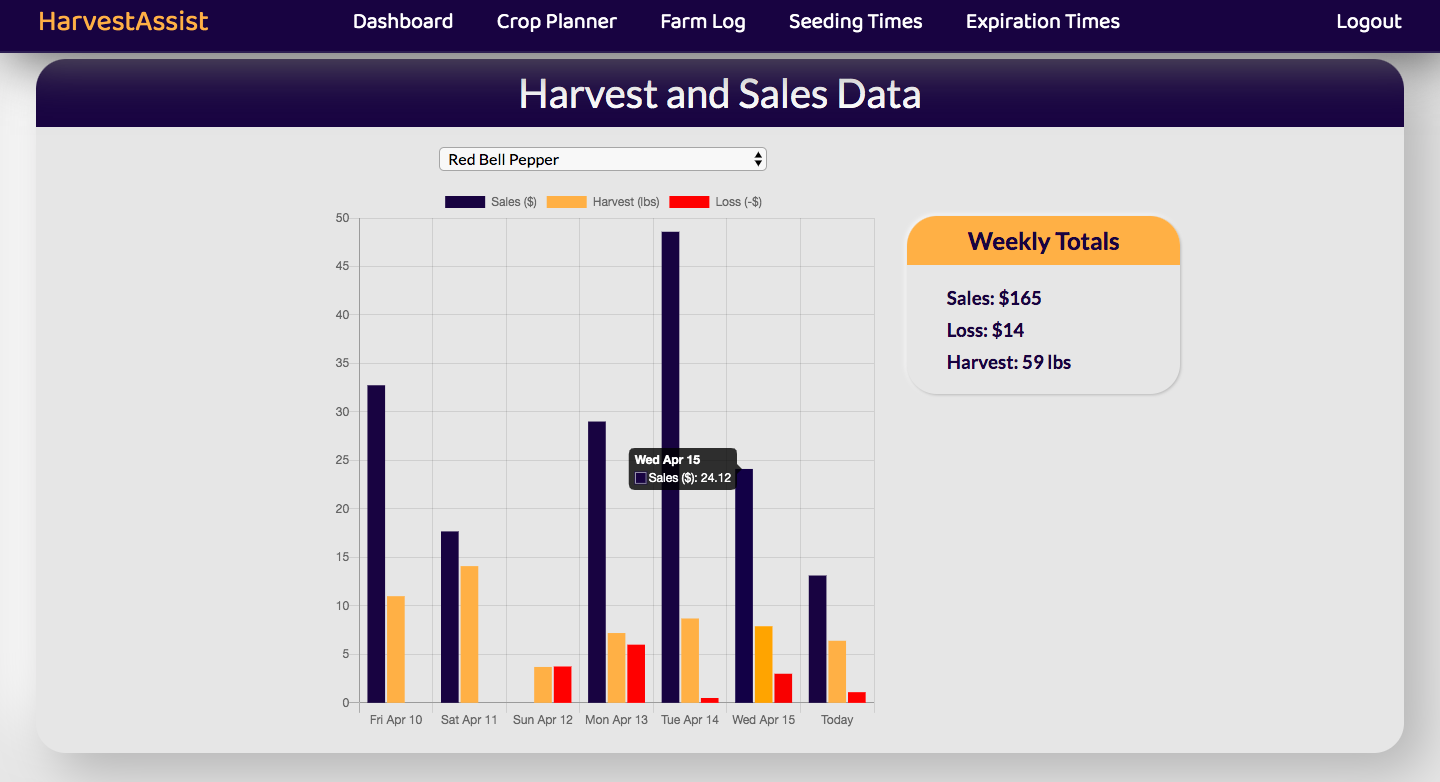 HarvestAssist Dashboard Crop Planner Farm Log Seeding Times Expiration Times Logout
Harvest and Sales Data
Red Bell Pepper
Sales ($) Harvest (lbs) Loss (-$)
50
45
40
35
30
25
20
15
10
5
0
Wed Apr 15
Sales ($): 24.12
Fri Apr 10 Sat Apr 11 Sun Apr 12 Mon Apr 13 Tue Apr 14 Wed Apr 15 Today
Weekly Totals
Sales: $165
Loss: $14
Harvest: 59 lbs